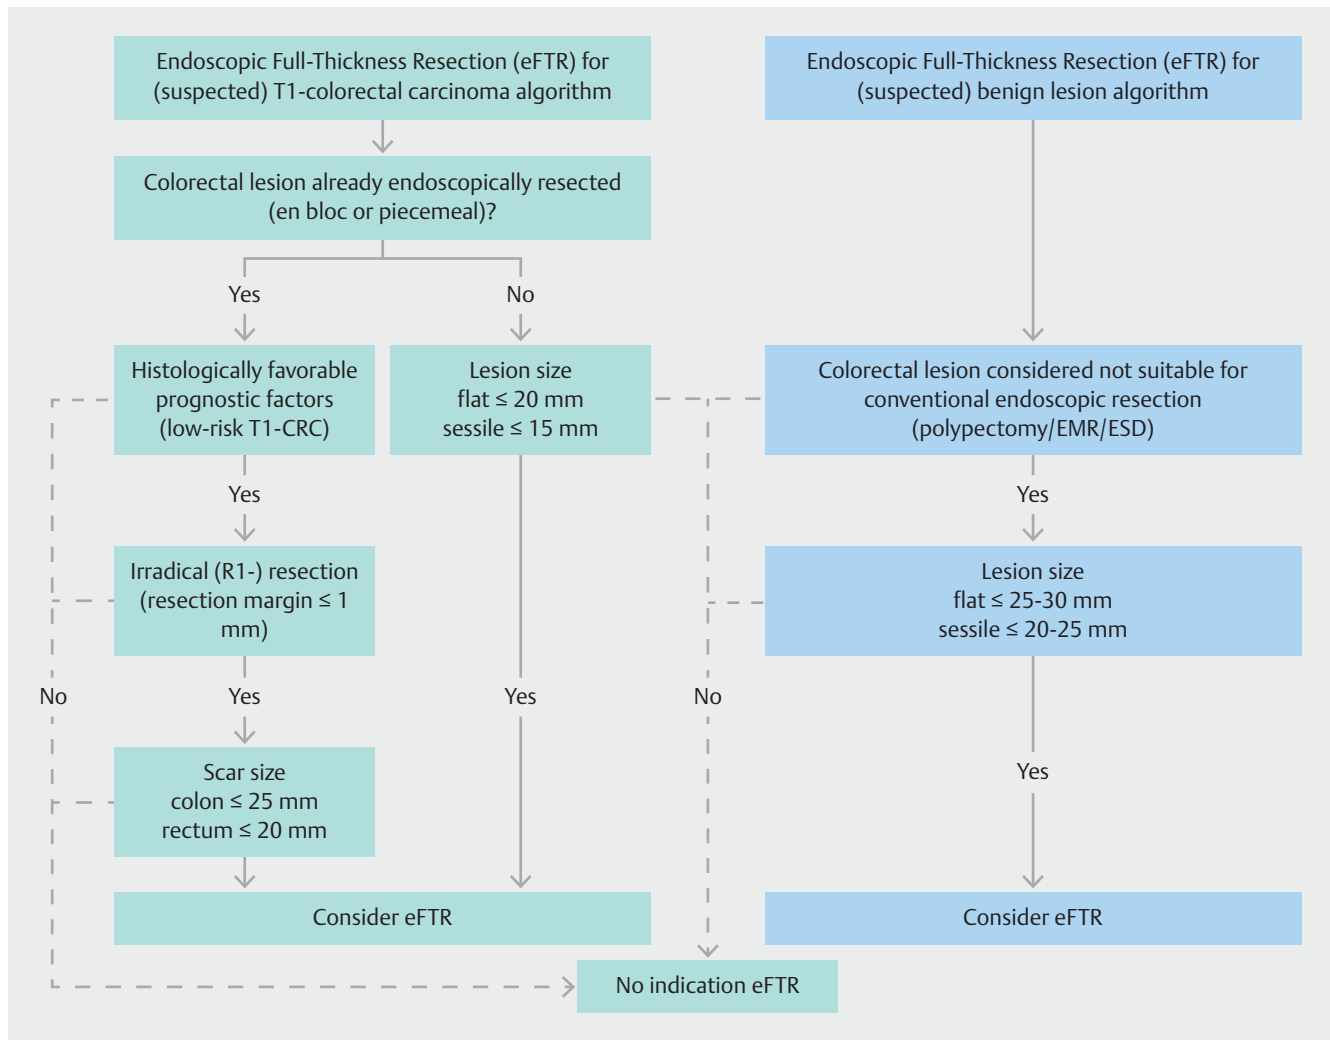 Endoscopic Full-Thickness Resection (eFTR) for
(suspected) T1-colorectal carcinoma algorithm
Endoscopic Full-Thickness Resection (eFTR) for
(suspected) benign lesion algorithm
Colorectal lesion already endoscopically resected
(en bloc or piecemeal)?
Yes
No
Histologically favorable
prognostic factors
(low-risk T1-CRC)
Lesion size
flat ≤ 20 mm
sessile ≤ 15 mm
Colorectal lesion considered not suitable for
conventional endoscopic resection
(polypectomy/EMR/ESD)
Yes
Yes
Irradical (R1-) resection
(resection margin ≤ 1
mm)
Lesion size
flat ≤ 25-30 mm
sessile ≤ 20-25 mm
No
Yes
Yes
No
Yes
Scar size
colon ≤ 25 mm
rectum ≤ 20 mm
Consider eFTR
Consider eFTR
No indication eFTR